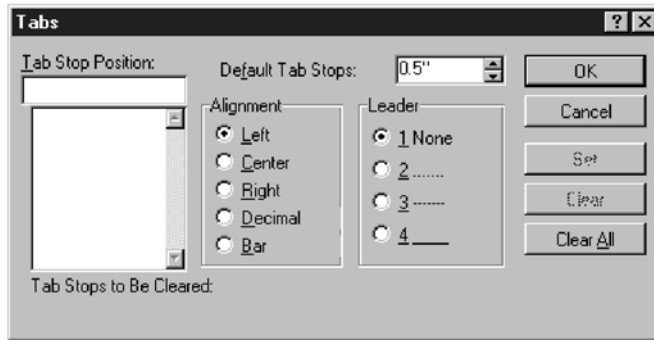 Tabs
Tab Stop Position:
Default Tab Stops: 0.5"
OK
Cancel
Set
Clear
Clear All
Alignment
Left
Center
Right
Decimal
Bar
Leader
1 None
2 .......
3 -------
4 ____
Tab Stops to Be Cleared: